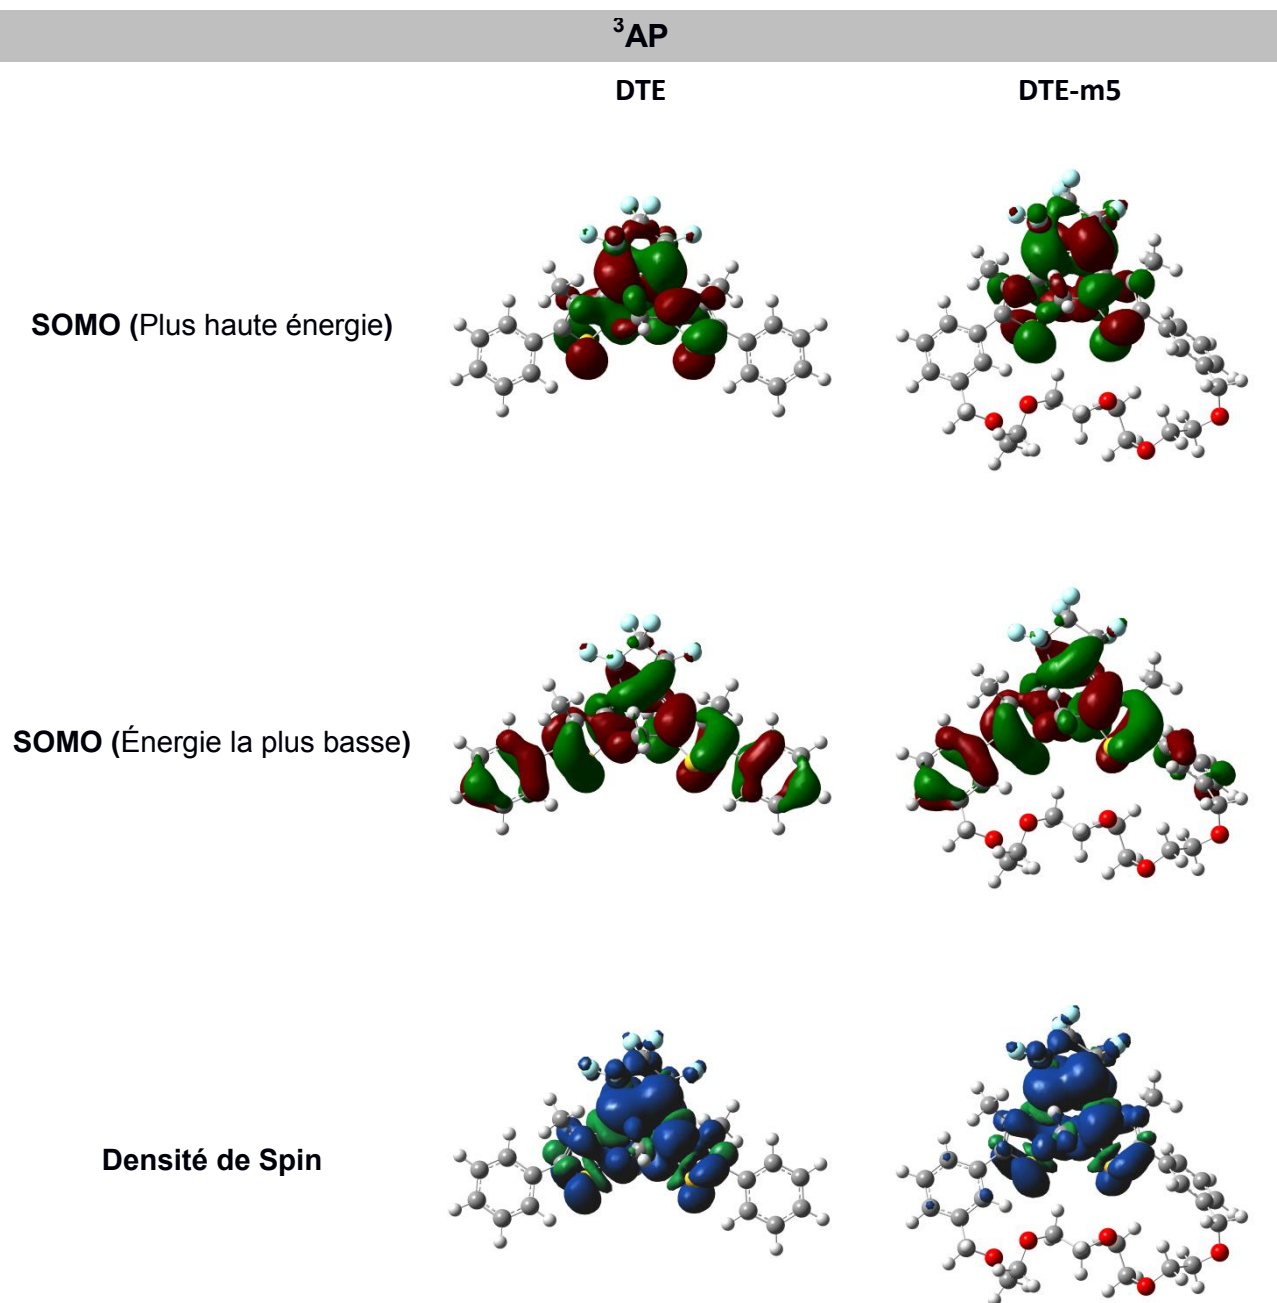 ³AP
DTE DTE-m5
SOMO (Plus haute énergie)
SOMO (Énergie la plus basse)
Densité de Spin